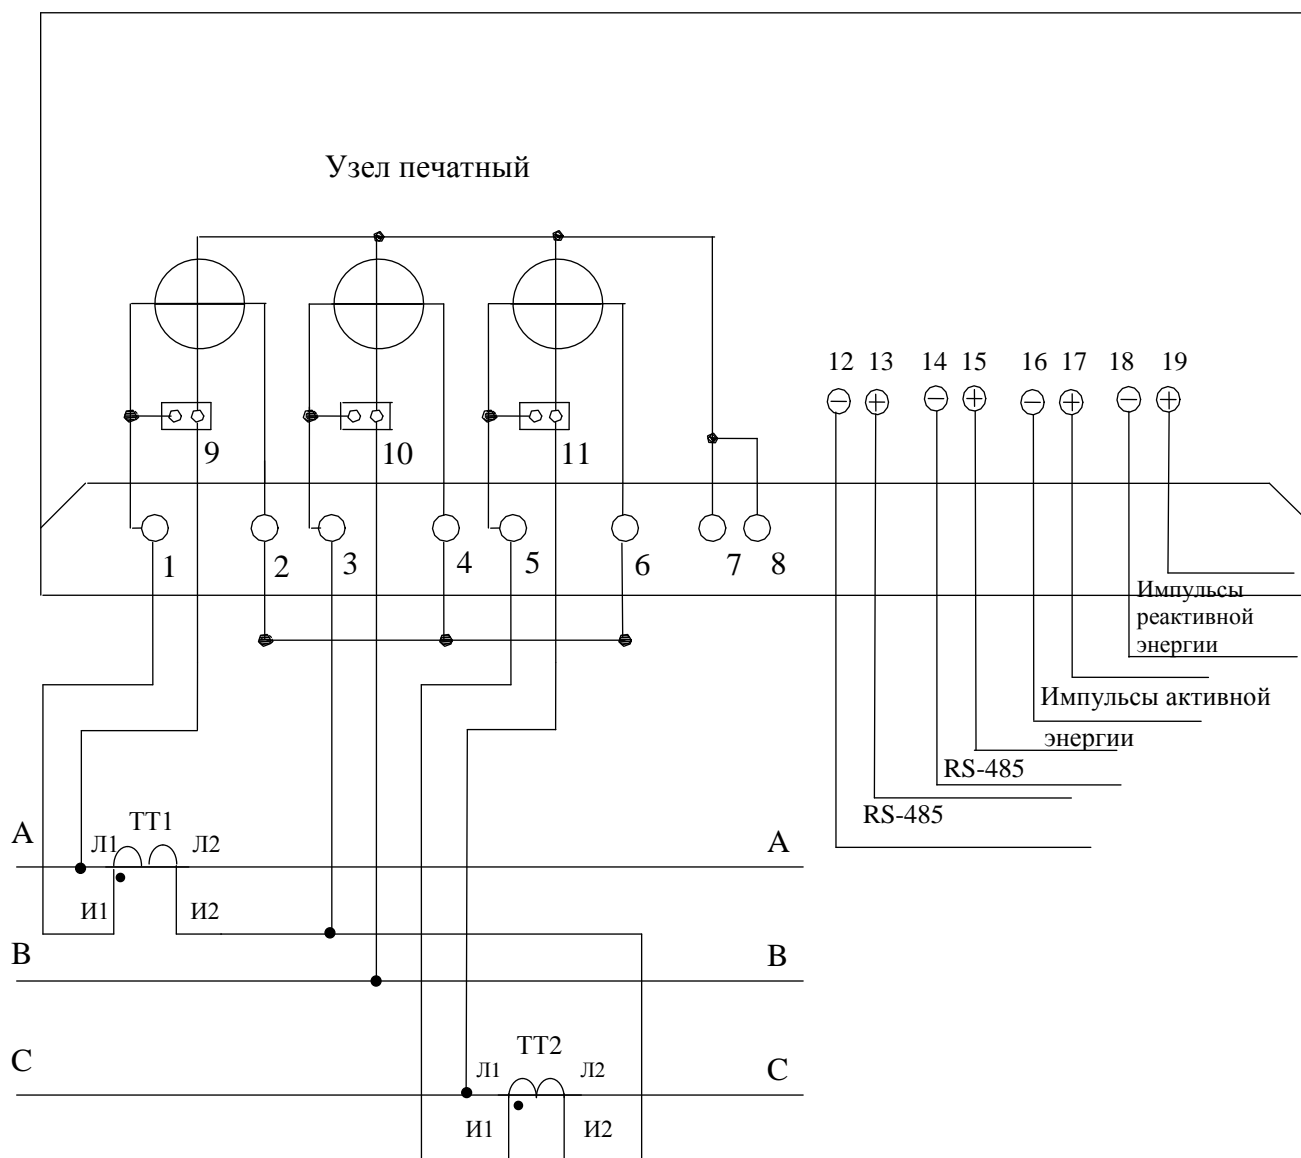 Узел печатный
12 13 14 15 16 17 18 19
9 10 11
1 2 3 4 5 6 7 8
Импульсы
реактивной
энергии
Импульсы активной
энергии
RS-485
RS-485
А Л1 ТТ1 Л2 А
И1 И2
В В
С Л1 ТТ2 Л2 С
И1 И2